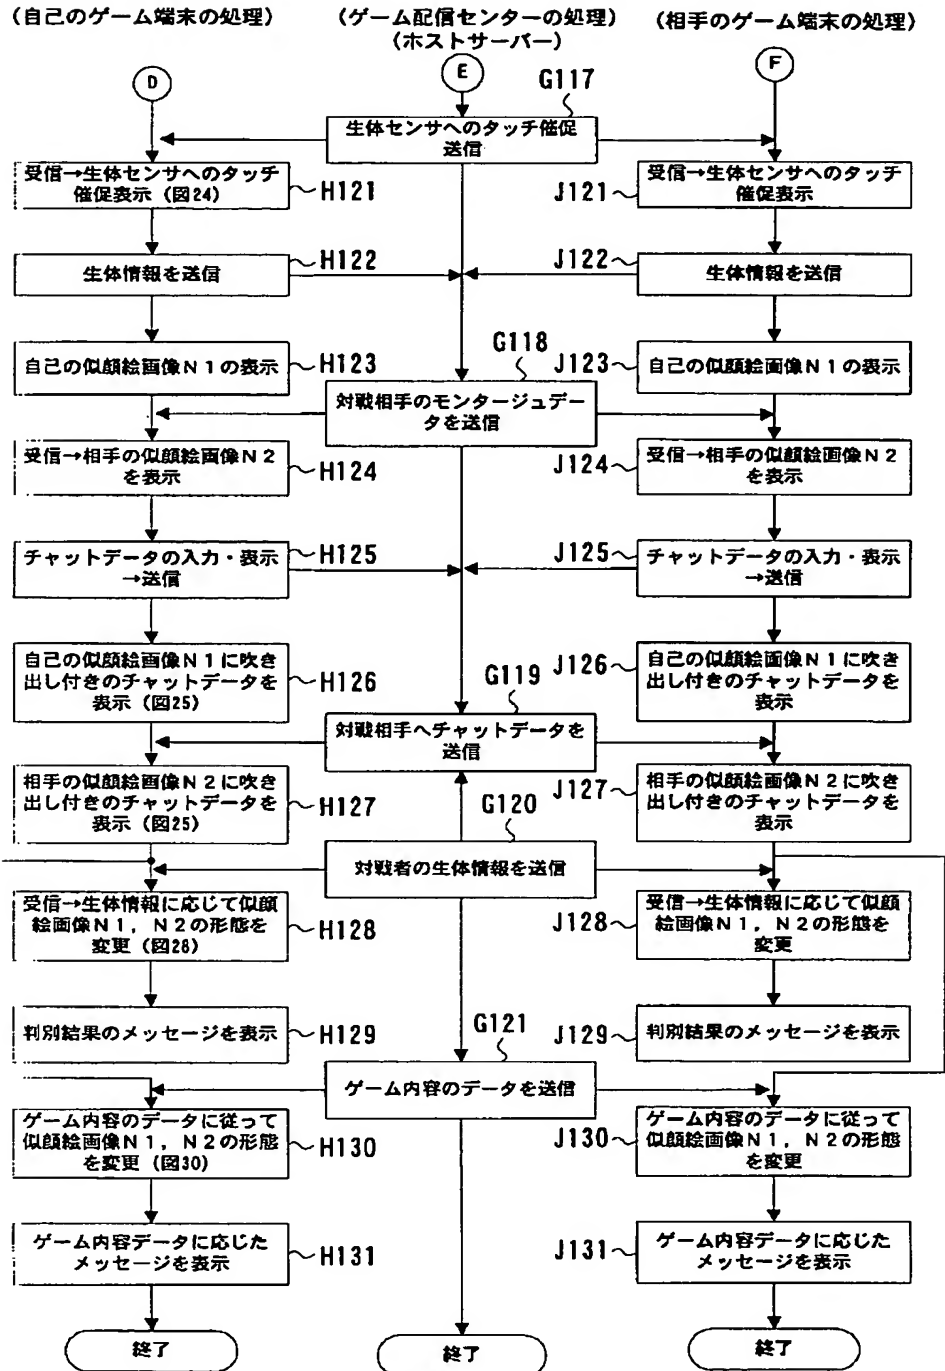 (自己のゲーム端末の処理)
(ゲーム配信センターの処理)
(ホストサーバー)
(相手のゲーム端末の処理)
D
E
F
G117
生体センサへのタッチ催促
送信
受信→生体センサへのタッチ
催促表示(図24)
H121
J121
受信→生体センサへのタッチ
催促表示
生体情報を送信
H122
J122
生体情報を送信
自己の似顔絵画像N1の表示
H123
G118
対戦相手のモンタージュデー
タを送信
J123
自己の似顔絵画像N1の表示
受信→相手の似顔絵画像N2
を表示
H124
J124
受信→相手の似顔絵画像N2
を表示
チャットデータの入力・表示
→送信
H125
J125
チャットデータの入力・表示
→送信
自己の似顔絵画像N1に吹き
出し付きのチャットデータを
表示(図25)
H126
G119
対戦相手へチャットデータを
送信
J126
自己の似顔絵画像N1に吹き
出し付きのチャットデータを
表示
相手の似顔絵画像N2に吹き
出し付きのチャットデータを
表示(図25)
H127
G120
対戦者の生体情報を送信
J127
相手の似顔絵画像N2に吹き
出し付きのチャットデータを
表示
受信→生体情報に応じて似顔
絵画像N1,N2の形態を
変更(図28)
H128
J128
受信→生体情報に応じて似顔
絵画像N1,N2の形態を
変更
判別結果のメッセージを表示
H129
G121
ゲーム内容のデータを送信
J129
判別結果のメッセージを表示
ゲーム内容のデータに従って
似顔絵画像N1,N2の形態
を変更(図30)
H130
J130
ゲーム内容のデータに従って
似顔絵画像N1,N2の形態
を変更
ゲーム内容データに応じた
メッセージを表示
H131
J131
ゲーム内容データに応じた
メッセージを表示
終了
終了
終了